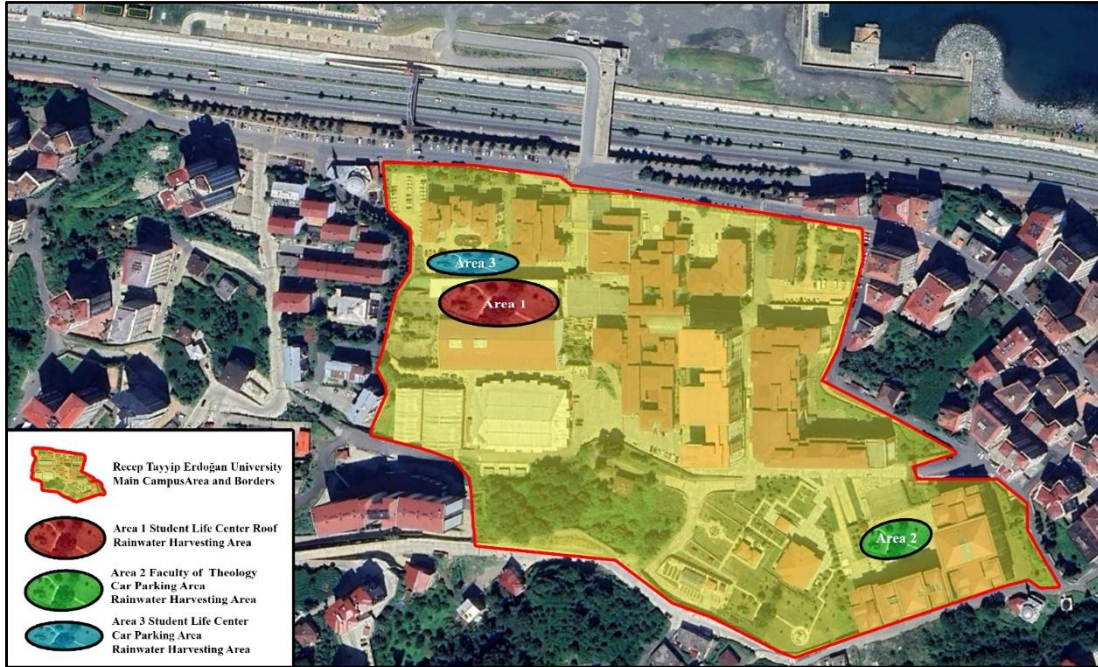 Area 3
Area 1
Area 2
Recep Tayyip Erdoğan University
Main CampusArea and Borders
Area 1 Student Life Center Roof
Rainwater Harvesting Area
Area 2 Faculty of Theology
Car Parking Area
Rainwater Harvesting Area
Area 3 Student Life Center
Car Parking Area
Rainwater Harvesting Area